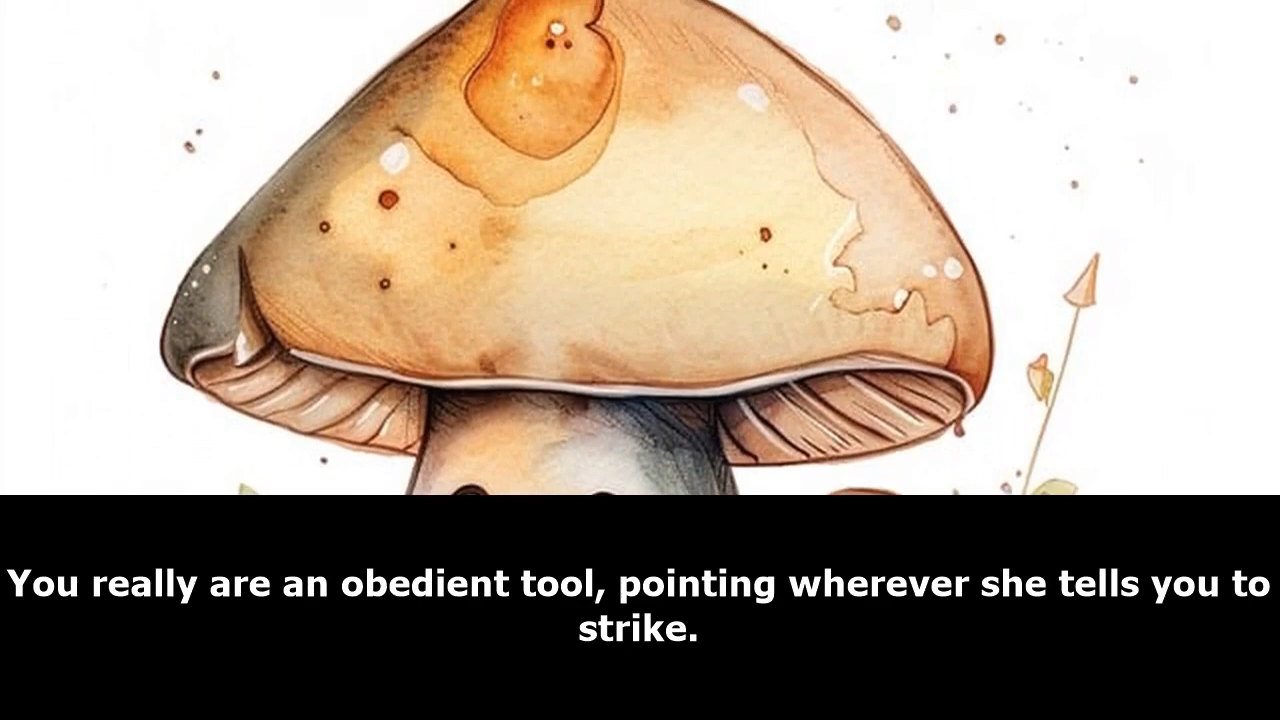 You really are an obedient tool, pointing wherever she tells you to
strike.